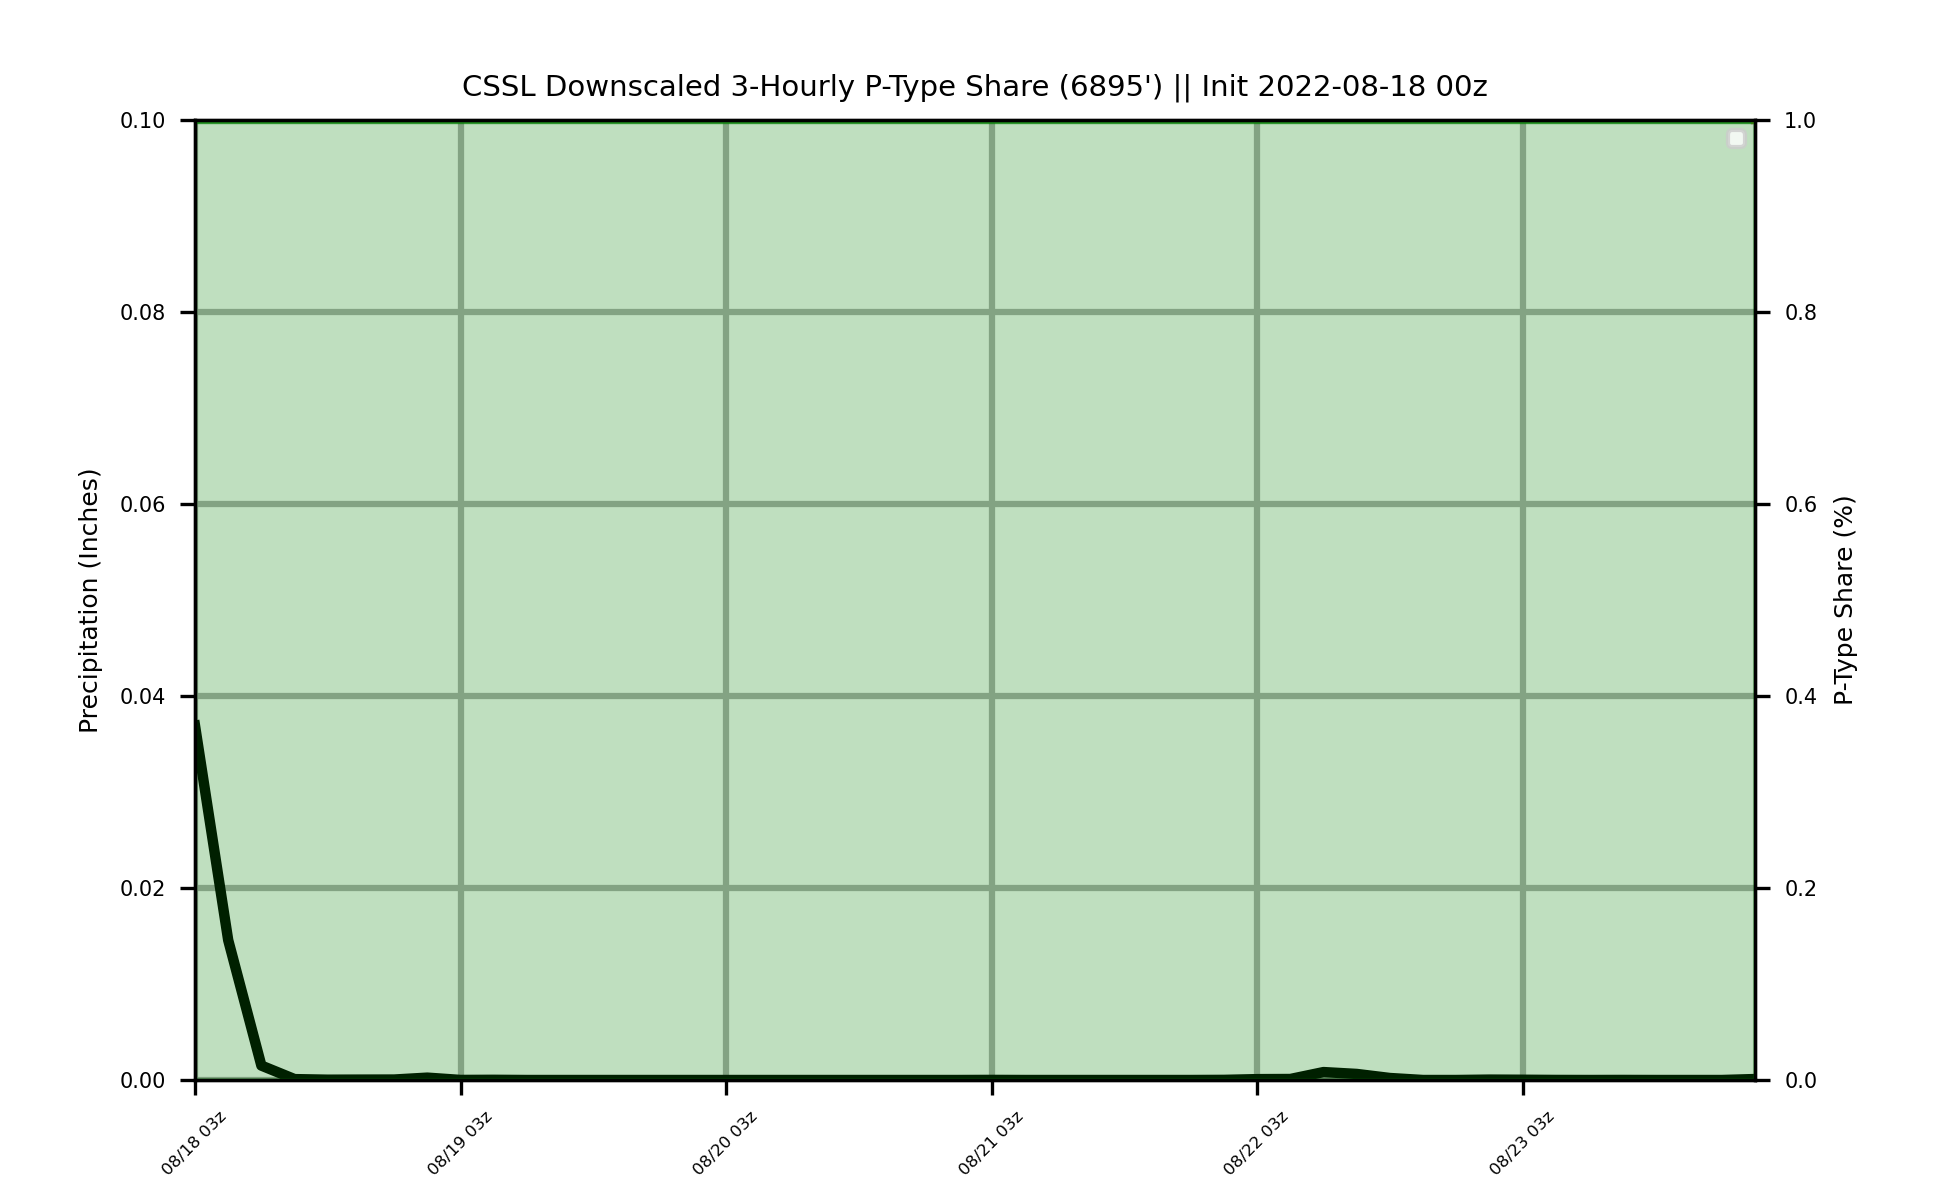 CSSL Downscaled 3-Hourly P-Type Share (6895') || Init 2022-08-18 00z
Precipitation (Inches)
0.10
0.08
0.06
0.04
0.02
0.00
1.0
0.8
0.6
0.4
0.2
0.0
P-Type Share (%)
08/18 03z
08/19 03z
08/20 03z
08/21 03z
08/22 03z
08/23 03z